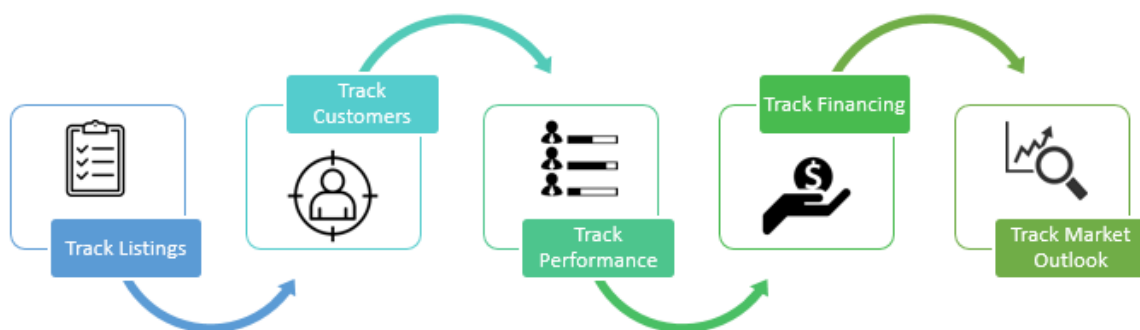 Track Listings
Track
Customers
Track
Performance
Track Financing
$
Track Market
Outlook